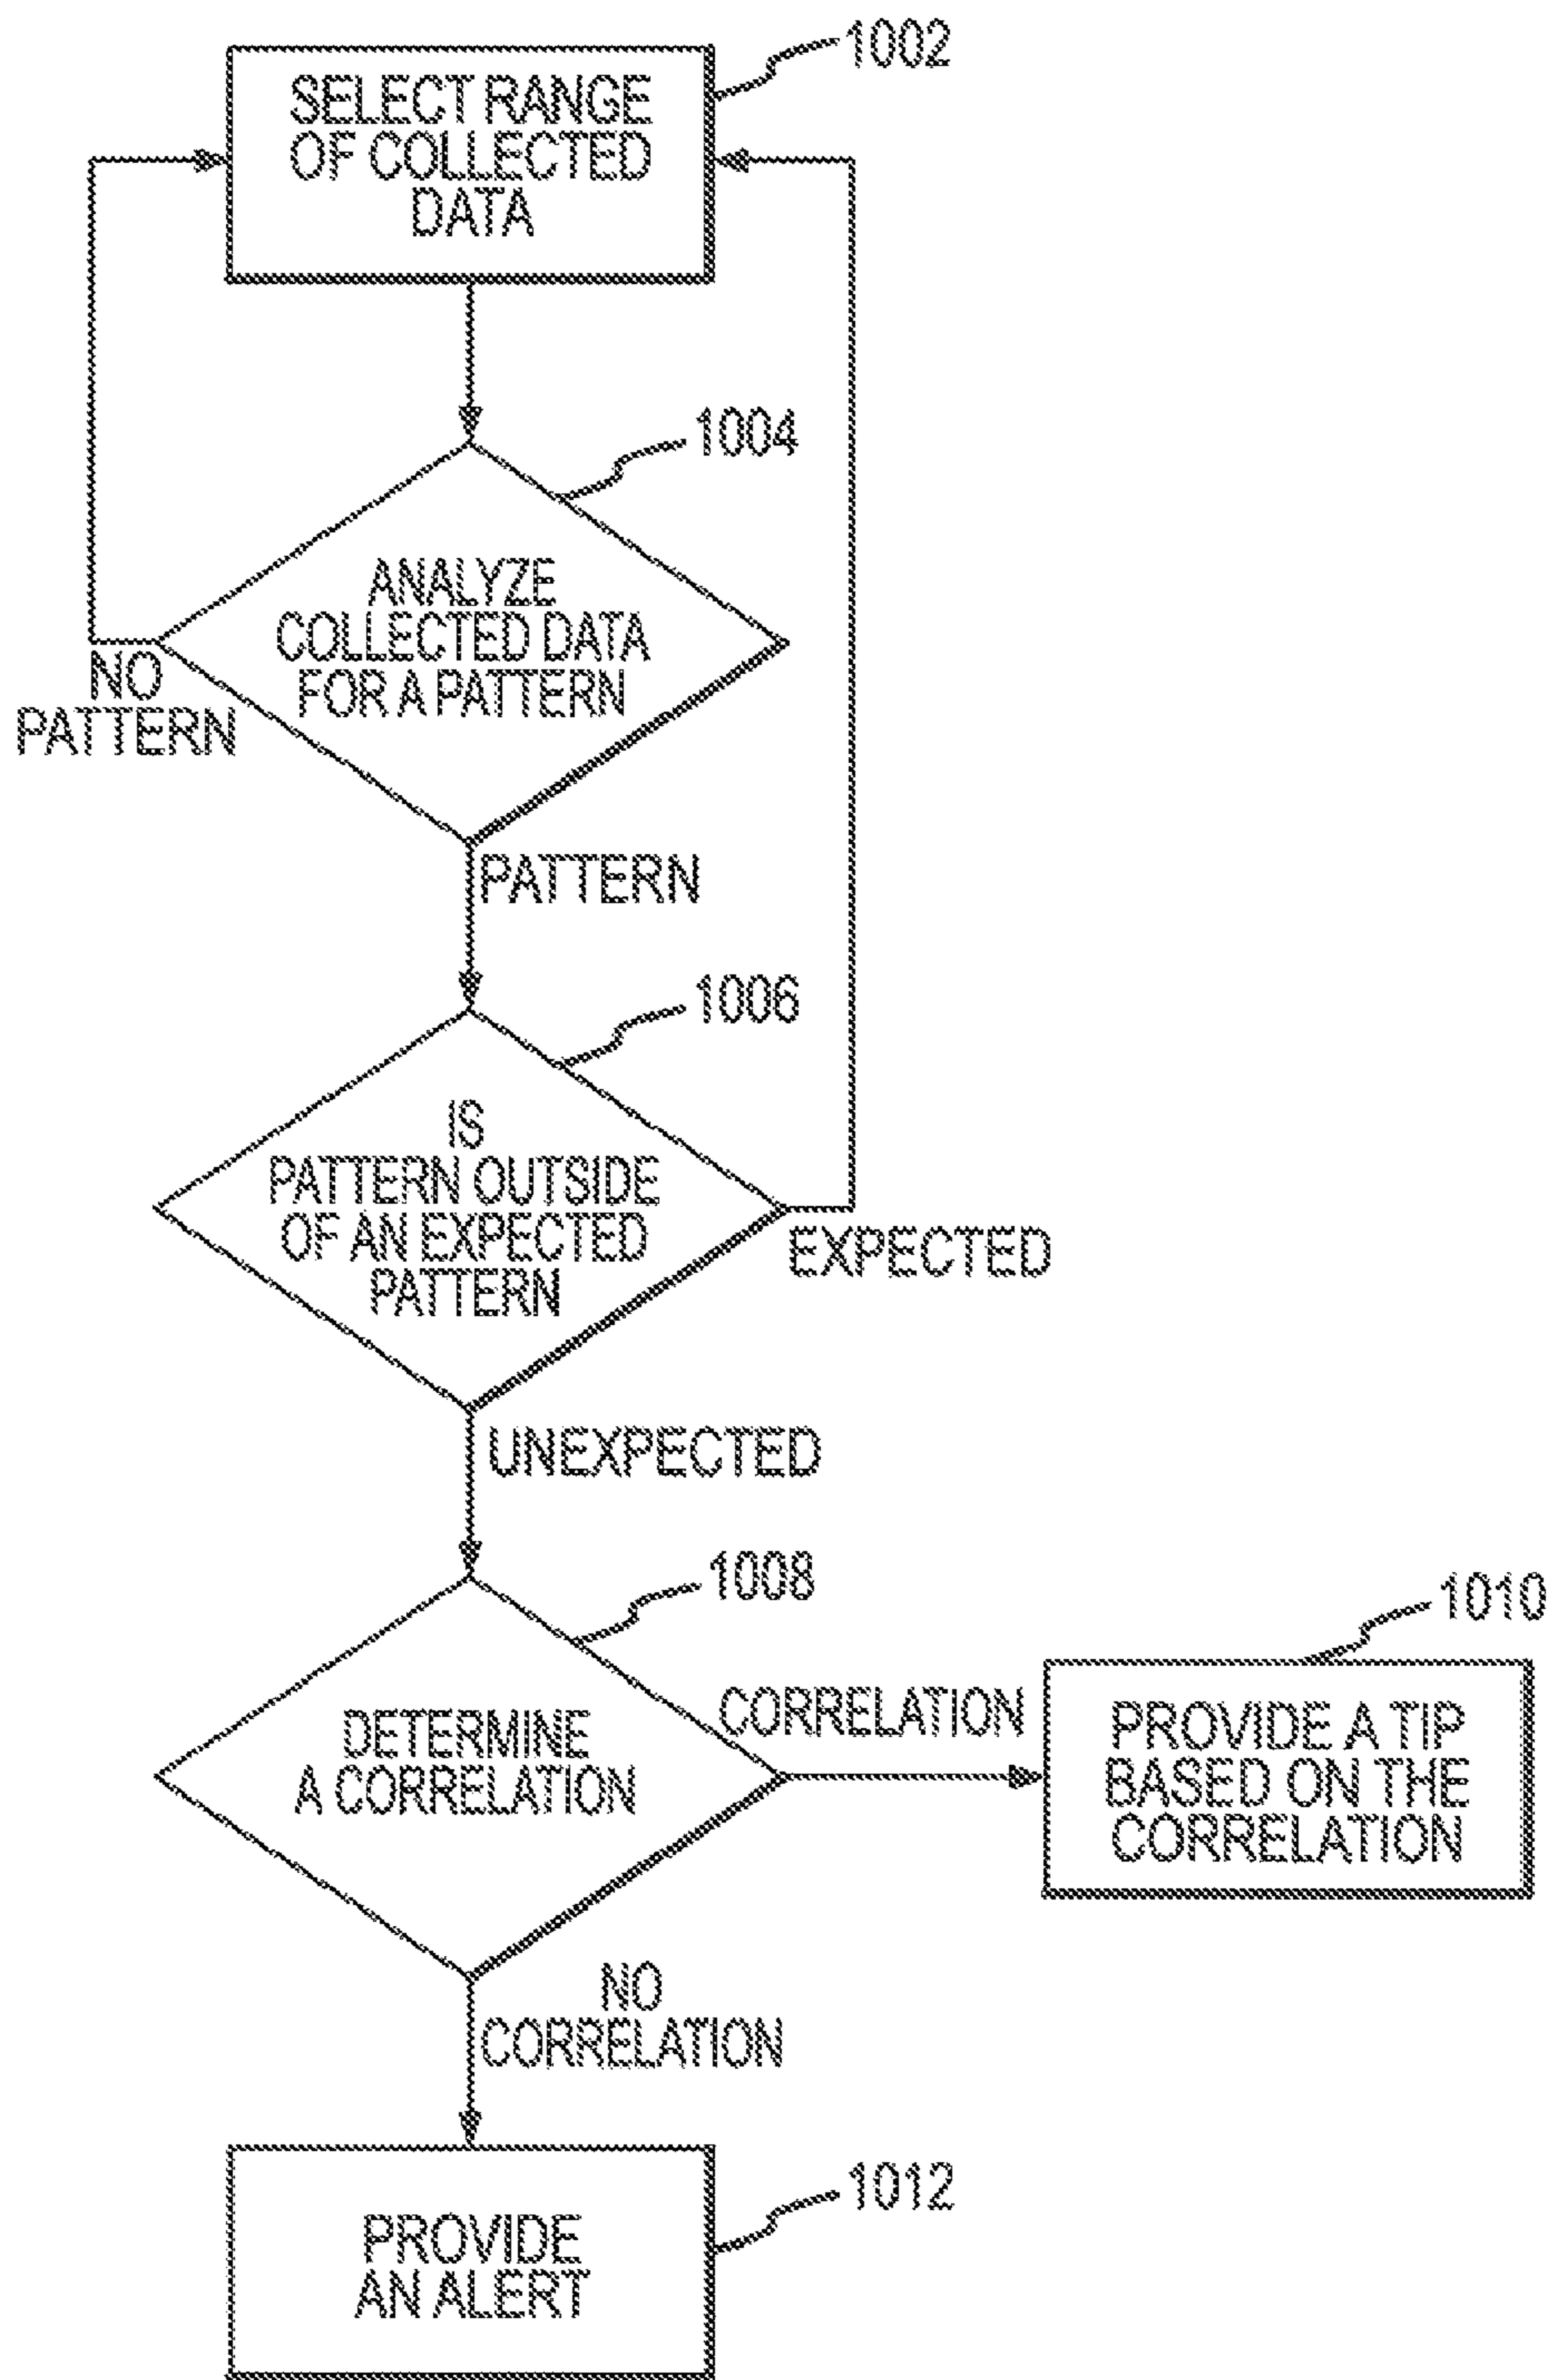 1002
SELECT RANGE
OF COLLECTED
DATA
1004
ANALYZE
COLLECTED DATA
FOR A PATTERN
NO
PATTERN
PATTERN
1006
IS
PATTERN OUTSIDE
OF AN EXPECTED
PATTERN
EXPECTED
UNEXPECTED
1008
DETERMINE
A CORRELATION
CORRELATION
1010
PROVIDE A TIP
BASED ON THE
CORRELATION
NO
CORRELATION
1012
PROVIDE
AN ALERT